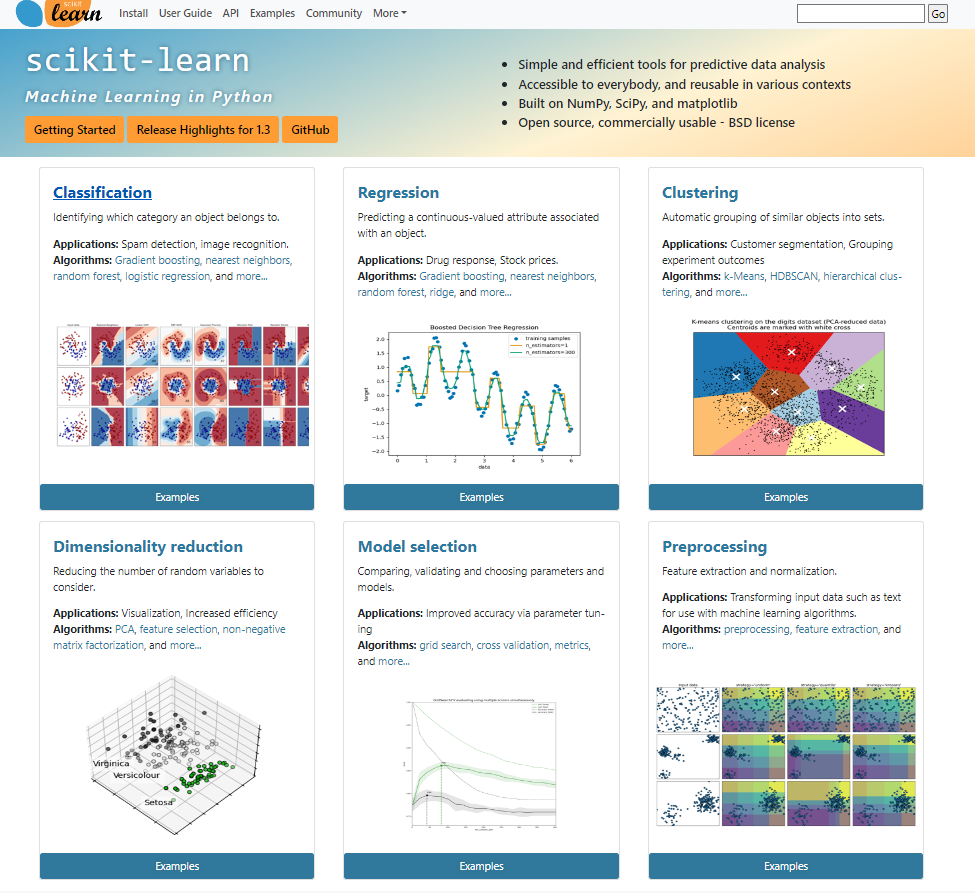 scikit
learn
Install User Guide API Examples Community More
Go
scikit-learn
Machine Learning in Python
Getting Started Release Highlights for 1.3 GitHub
Simple and efficient tools for predictive data analysis
Accessible to everybody, and reusable in various contexts
Built on NumPy, SciPy, and matplotlib
Open source, commercially usable - BSD license
Classification
Identifying which category an object belongs to.
Applications: Spam detection, image recognition.
Algorithms: Gradient boosting, nearest neighbors,
random forest, logistic regression, and more...
Examples
Regression
Predicting a continuous-valued attribute associated
with an object.
Applications: Drug response, Stock prices.
Algorithms: Gradient boosting, nearest neighbors,
random forest, ridge, and more...
Boosted Decision Tree Regression
training samples
n_estimators=1
n_estimators=300
target
2.0
1.5
1.0
0.5
0.0
−0.5
−1.0
−1.5
−2.0
0 1 2 3 4 5 6
data
Examples
Clustering
Automatic grouping of similar objects into sets.
Applications: Customer segmentation, Grouping
experiment outcomes
Algorithms: k-Means, HDBSCAN, hierarchical clus-
tering, and more...
K-means clustering on the digits dataset (PCA-reduced data)
Centroids are marked with white cross
Examples
Dimensionality reduction
Reducing the number of random variables to
consider.
Applications: Visualization, Increased efficiency
Algorithms: PCA, feature selection, non-negative
matrix factorization, and more...
Virginica
Versicolour
Setosa
Examples
Model selection
Comparing, validating and choosing parameters and
models.
Applications: Improved accuracy via parameter tun-
ing
Algorithms: grid search, cross validation, metrics,
and more...
Examples
Preprocessing
Feature extraction and normalization.
Applications: Transforming input data such as text
for use with machine learning algorithms.
Algorithms: preprocessing, feature extraction, and
more...
Input data strategy='uniform' strategy='quantile' strategy='kmeans'
Examples